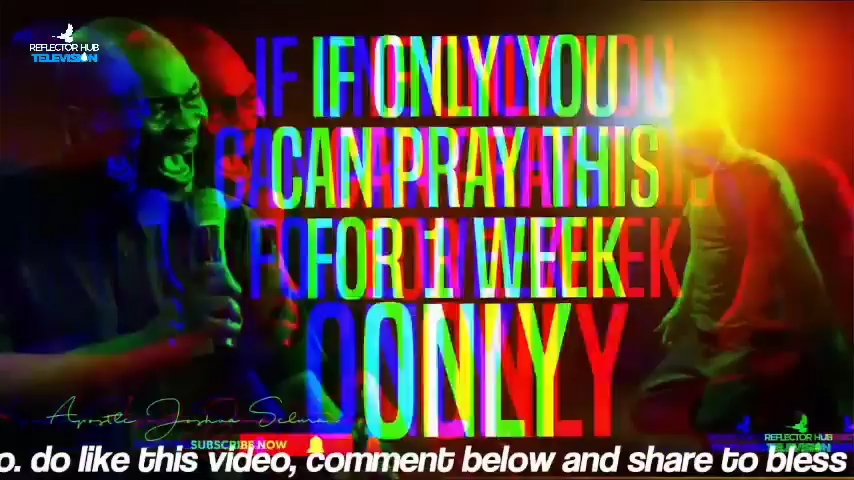 REFLECTOR HUB
TELEVISION
IF ONLY YOU
CAN PRAY THIS
FOR 1 WEEK
ONLY
Apostle Joshua Selman
SUBSCRIBE NOW
REFLECTOR HUB
TELEVISION
o. do like this video, comment below and share to bless